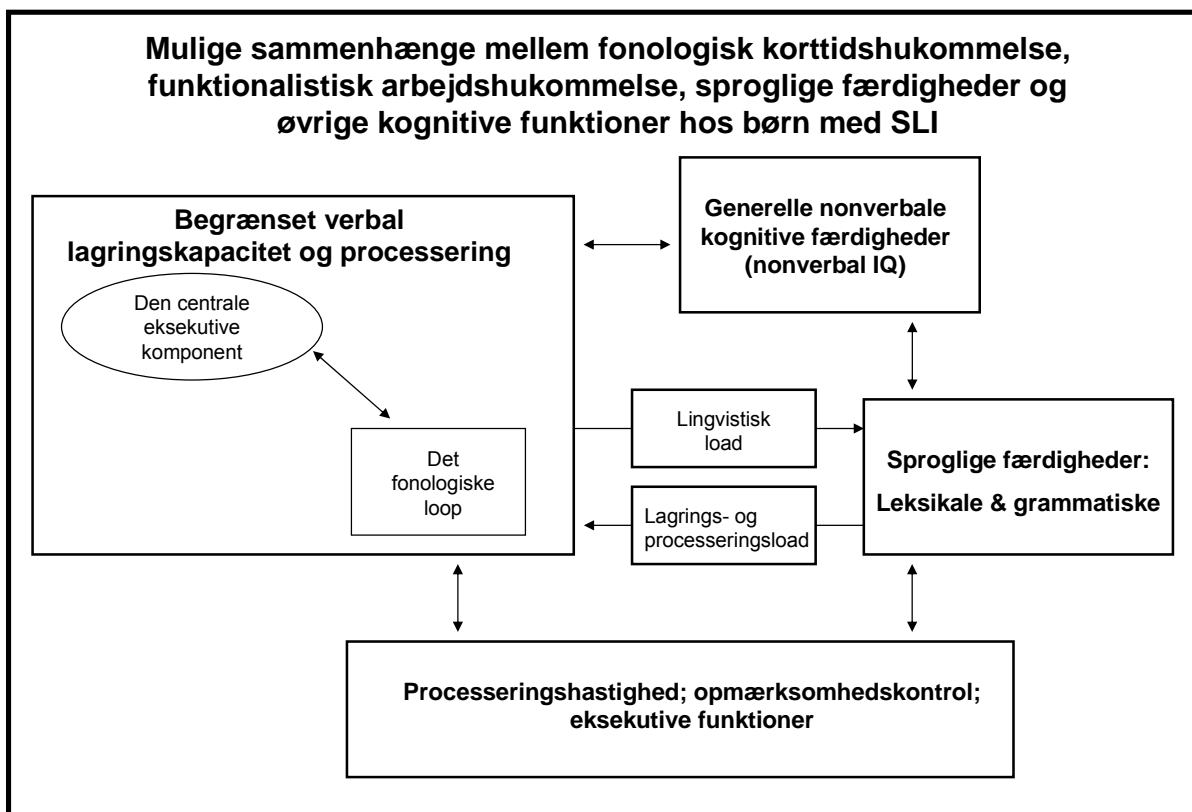 Mulige sammenhænge mellem fonologisk korttidshukommelse,
funktionalistisk arbejdshukommelse, sproglige færdigheder og
øvrige kognitive funktioner hos børn med SLI
Begrænset verbal
lagringskapacitet og processering
Den centrale
eksekutive
komponent
Det
fonologiske
loop
Generelle nonverbale
kognitive færdigheder
(nonverbal IQ)
Lingvistisk
load
Lagrings- og
processeringsload
Sproglige færdigheder:
Leksikale & grammatiske
Processeringshastighed; opmærksomhedskontrol;
eksekutive funktioner